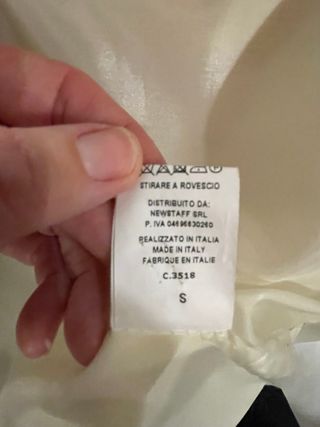 STIRARE A ROVESCIO
DISTRIBUITO DA:
NEWSTAFF SRL
P. IVA 04696630260
REALIZZATO IN ITALIA
MADE IN ITALY
FABRIQUE EN ITALIE
C.3518
S